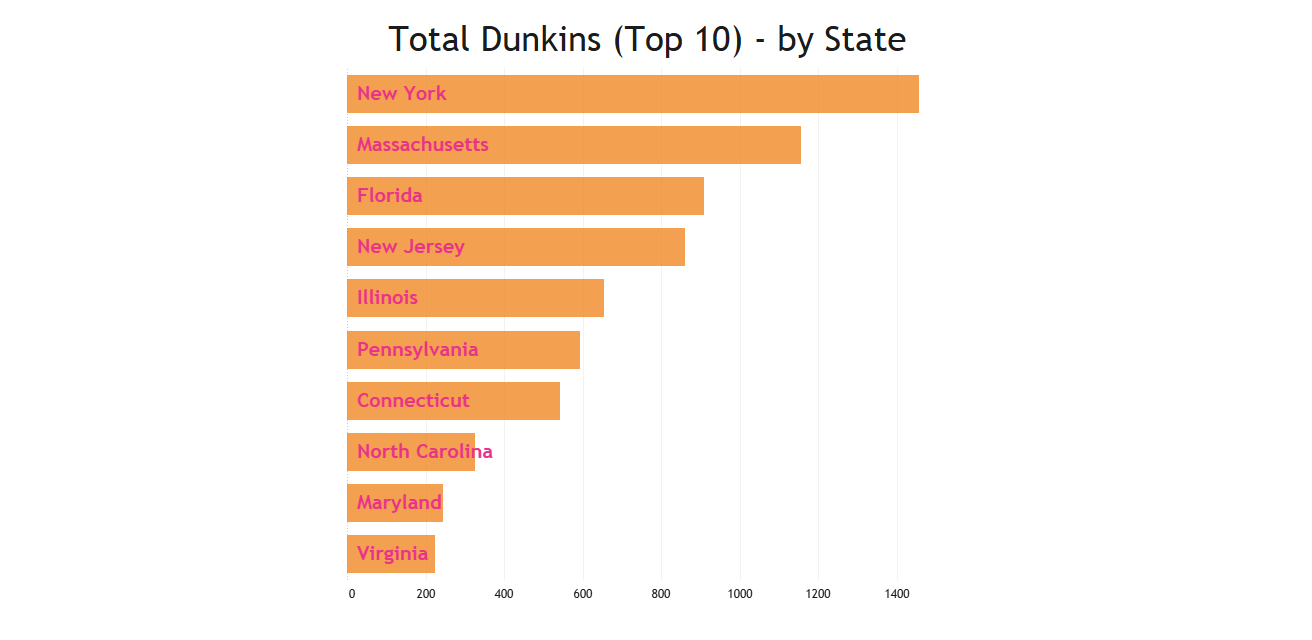 Total Dunkins (Top 10) - by State
New York
Massachusetts
Florida
New Jersey
Illinois
Pennsylvania
Connecticut
North Carolina
Maryland
Virginia
0 200 400 600 800 1000 1200 1400